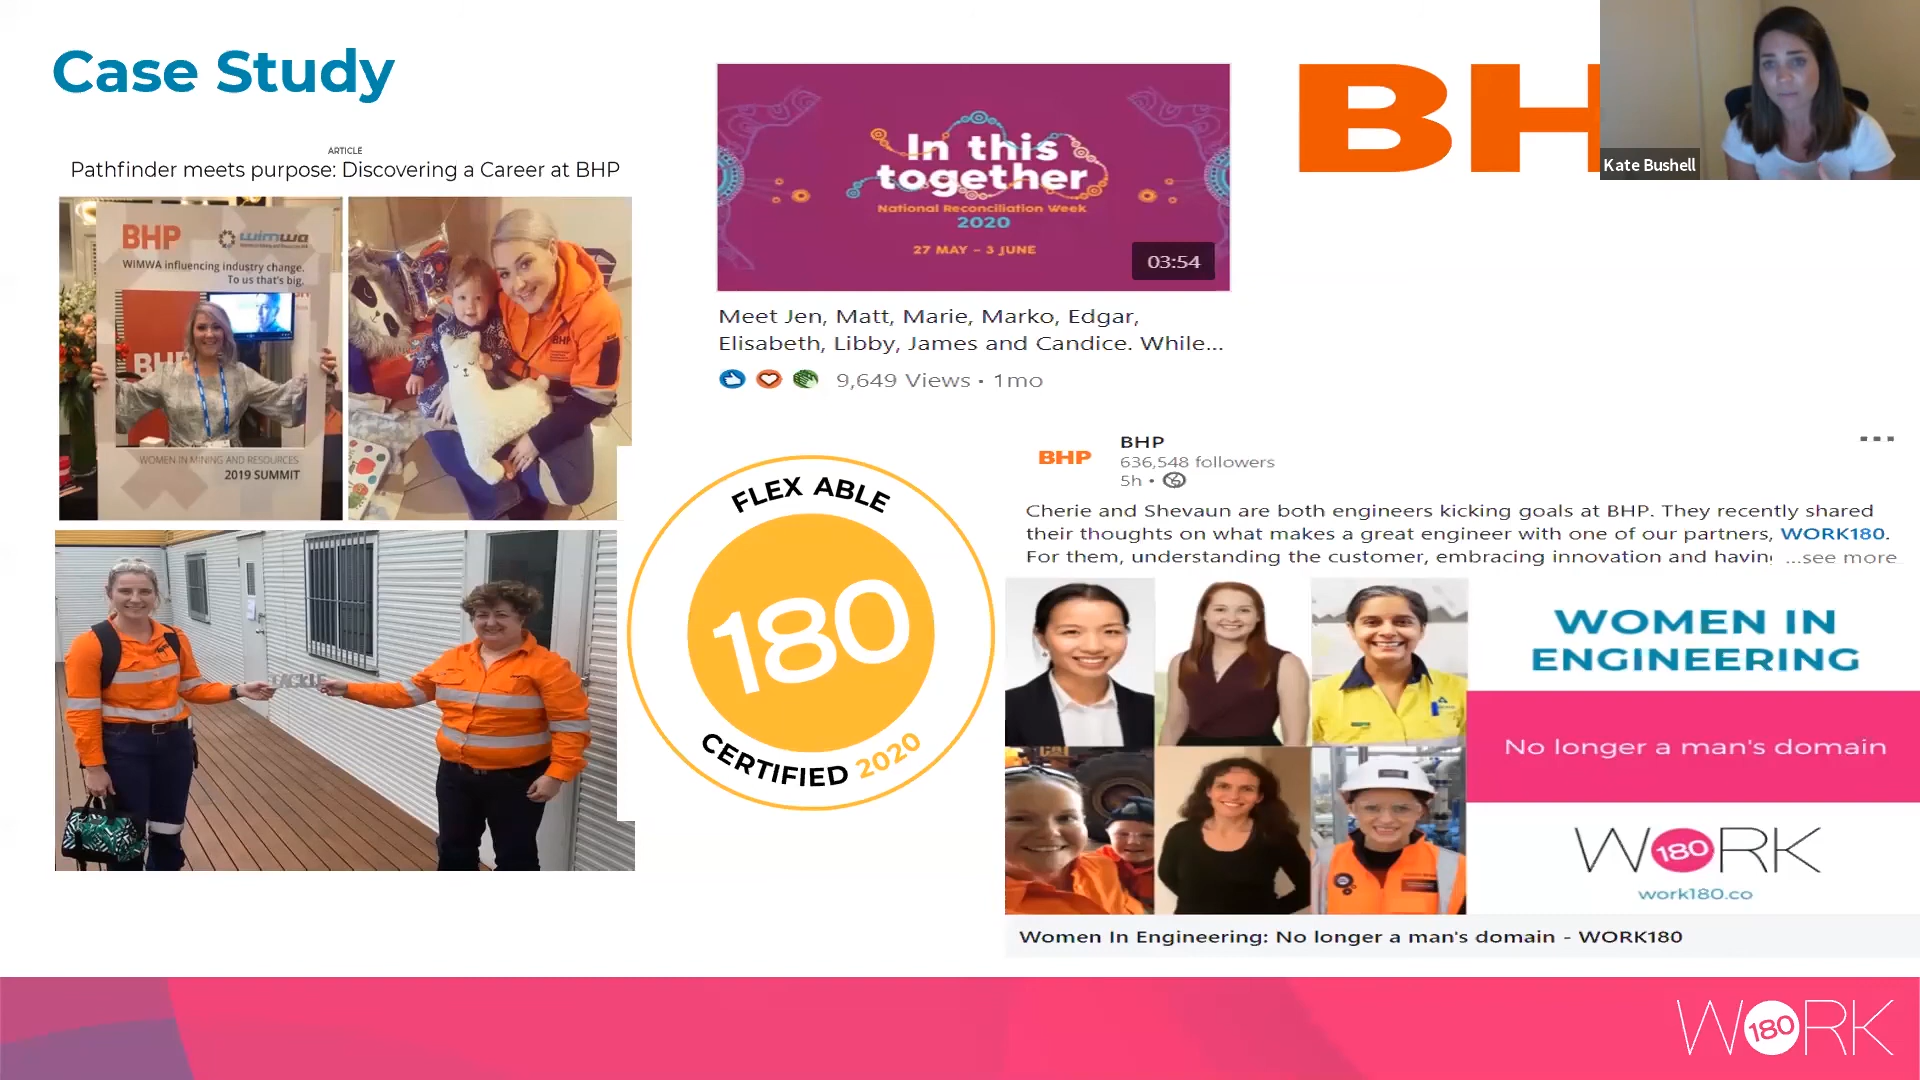 Case Study
ARTICLE
Pathfinder meets purpose: Discovering a Career at BHP
BHP
wimwa
WIMWA influencing industry change.
To us that's big.
WOMEN IN MINING AND RESOURCES
2019 SUMMIT
BHP
TACKLE
In this
together
National Reconciliation Week
2020
27 MAY – 3 JUNE
03:54
Meet Jen, Matt, Marie, Marko, Edgar,
Elisabeth, Libby, James and Candice. While...
9,649 Views • 1mo
BH
Kate Bushell
FLEX ABLE
180
CERTIFIED 2020
BHP
BHP
636,548 followers
5h •
Cherie and Shevaun are both engineers kicking goals at BHP. They recently shared
their thoughts on what makes a great engineer with one of our partners, WORK180.
For them, understanding the customer, embracing innovation and having ...see more
WOMEN IN
ENGINEERING
No longer a man's domain
W180RK
work180.co
Women In Engineering: No longer a man's domain - WORK180
W180RK